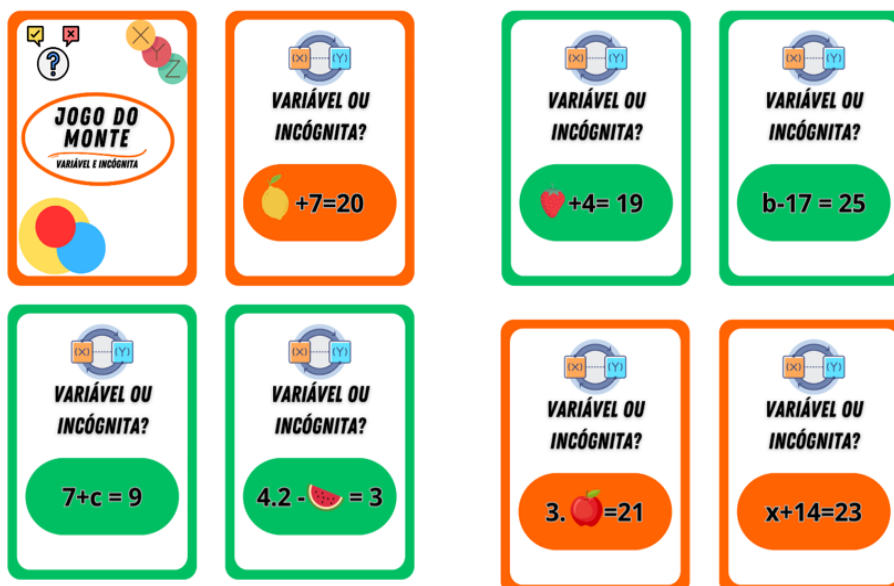 X
Y
Z
?
JOGO DO
MONTE
VARIÁVEL E INCÓGNITA
(X) (Y)
VARIÁVEL OU
INCÓGNITA?
+7=20
(X) (Y)
VARIÁVEL OU
INCÓGNITA?
+4= 19
(X) (Y)
VARIÁVEL OU
INCÓGNITA?
b-17 = 25
(X) (Y)
VARIÁVEL OU
INCÓGNITA?
7+c = 9
(X) (Y)
VARIÁVEL OU
INCÓGNITA?
4.2 - = 3
(X) (Y)
VARIÁVEL OU
INCÓGNITA?
3. =21
(X) (Y)
VARIÁVEL OU
INCÓGNITA?
x+14=23